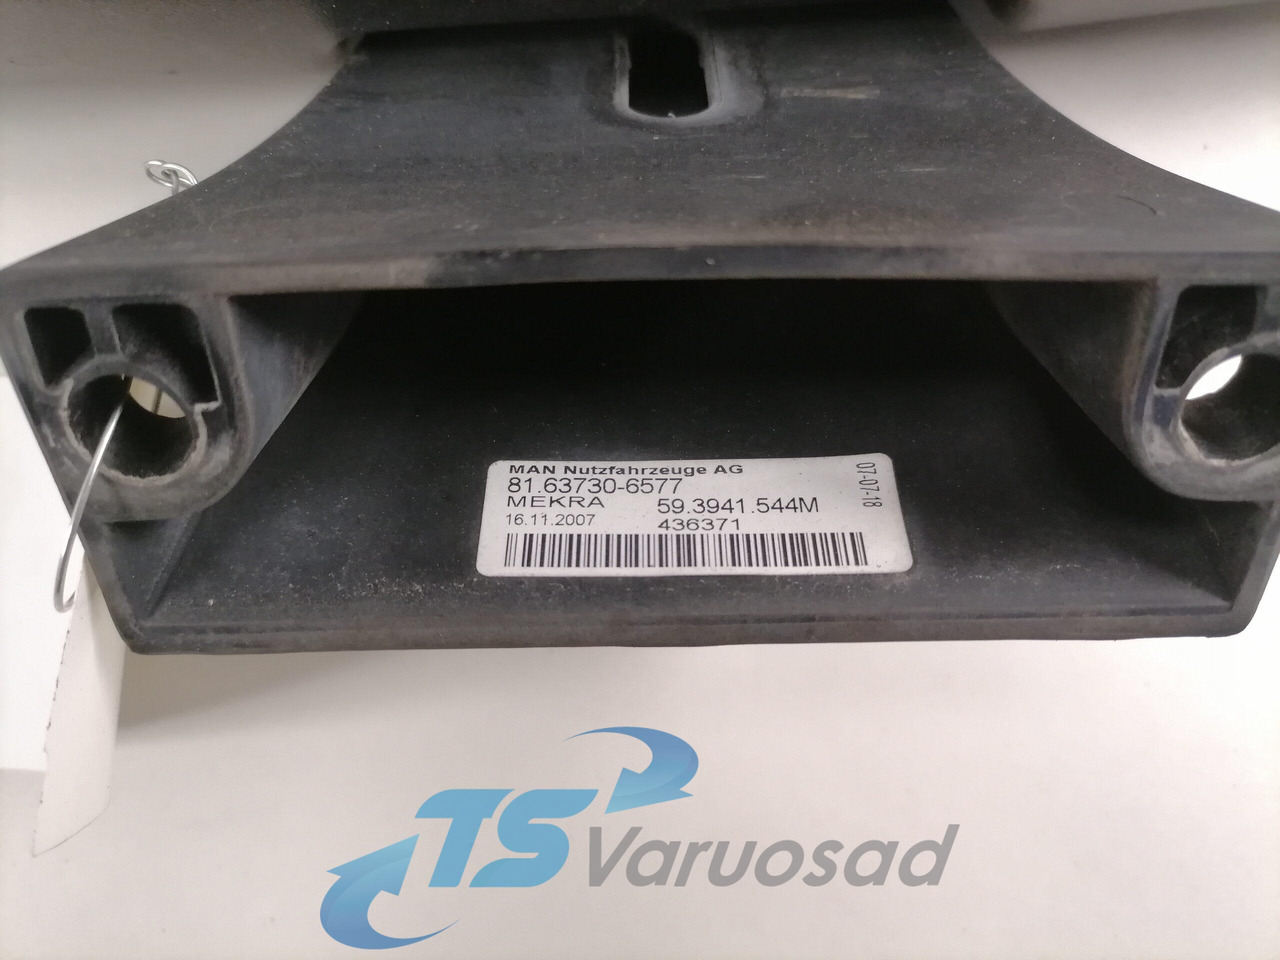 MAN Nutzfahrzeuge AG
81.63730-6577
MEKRA 59.3941.544M
16.11.2007 436371
07-07-18
TS Varuosad